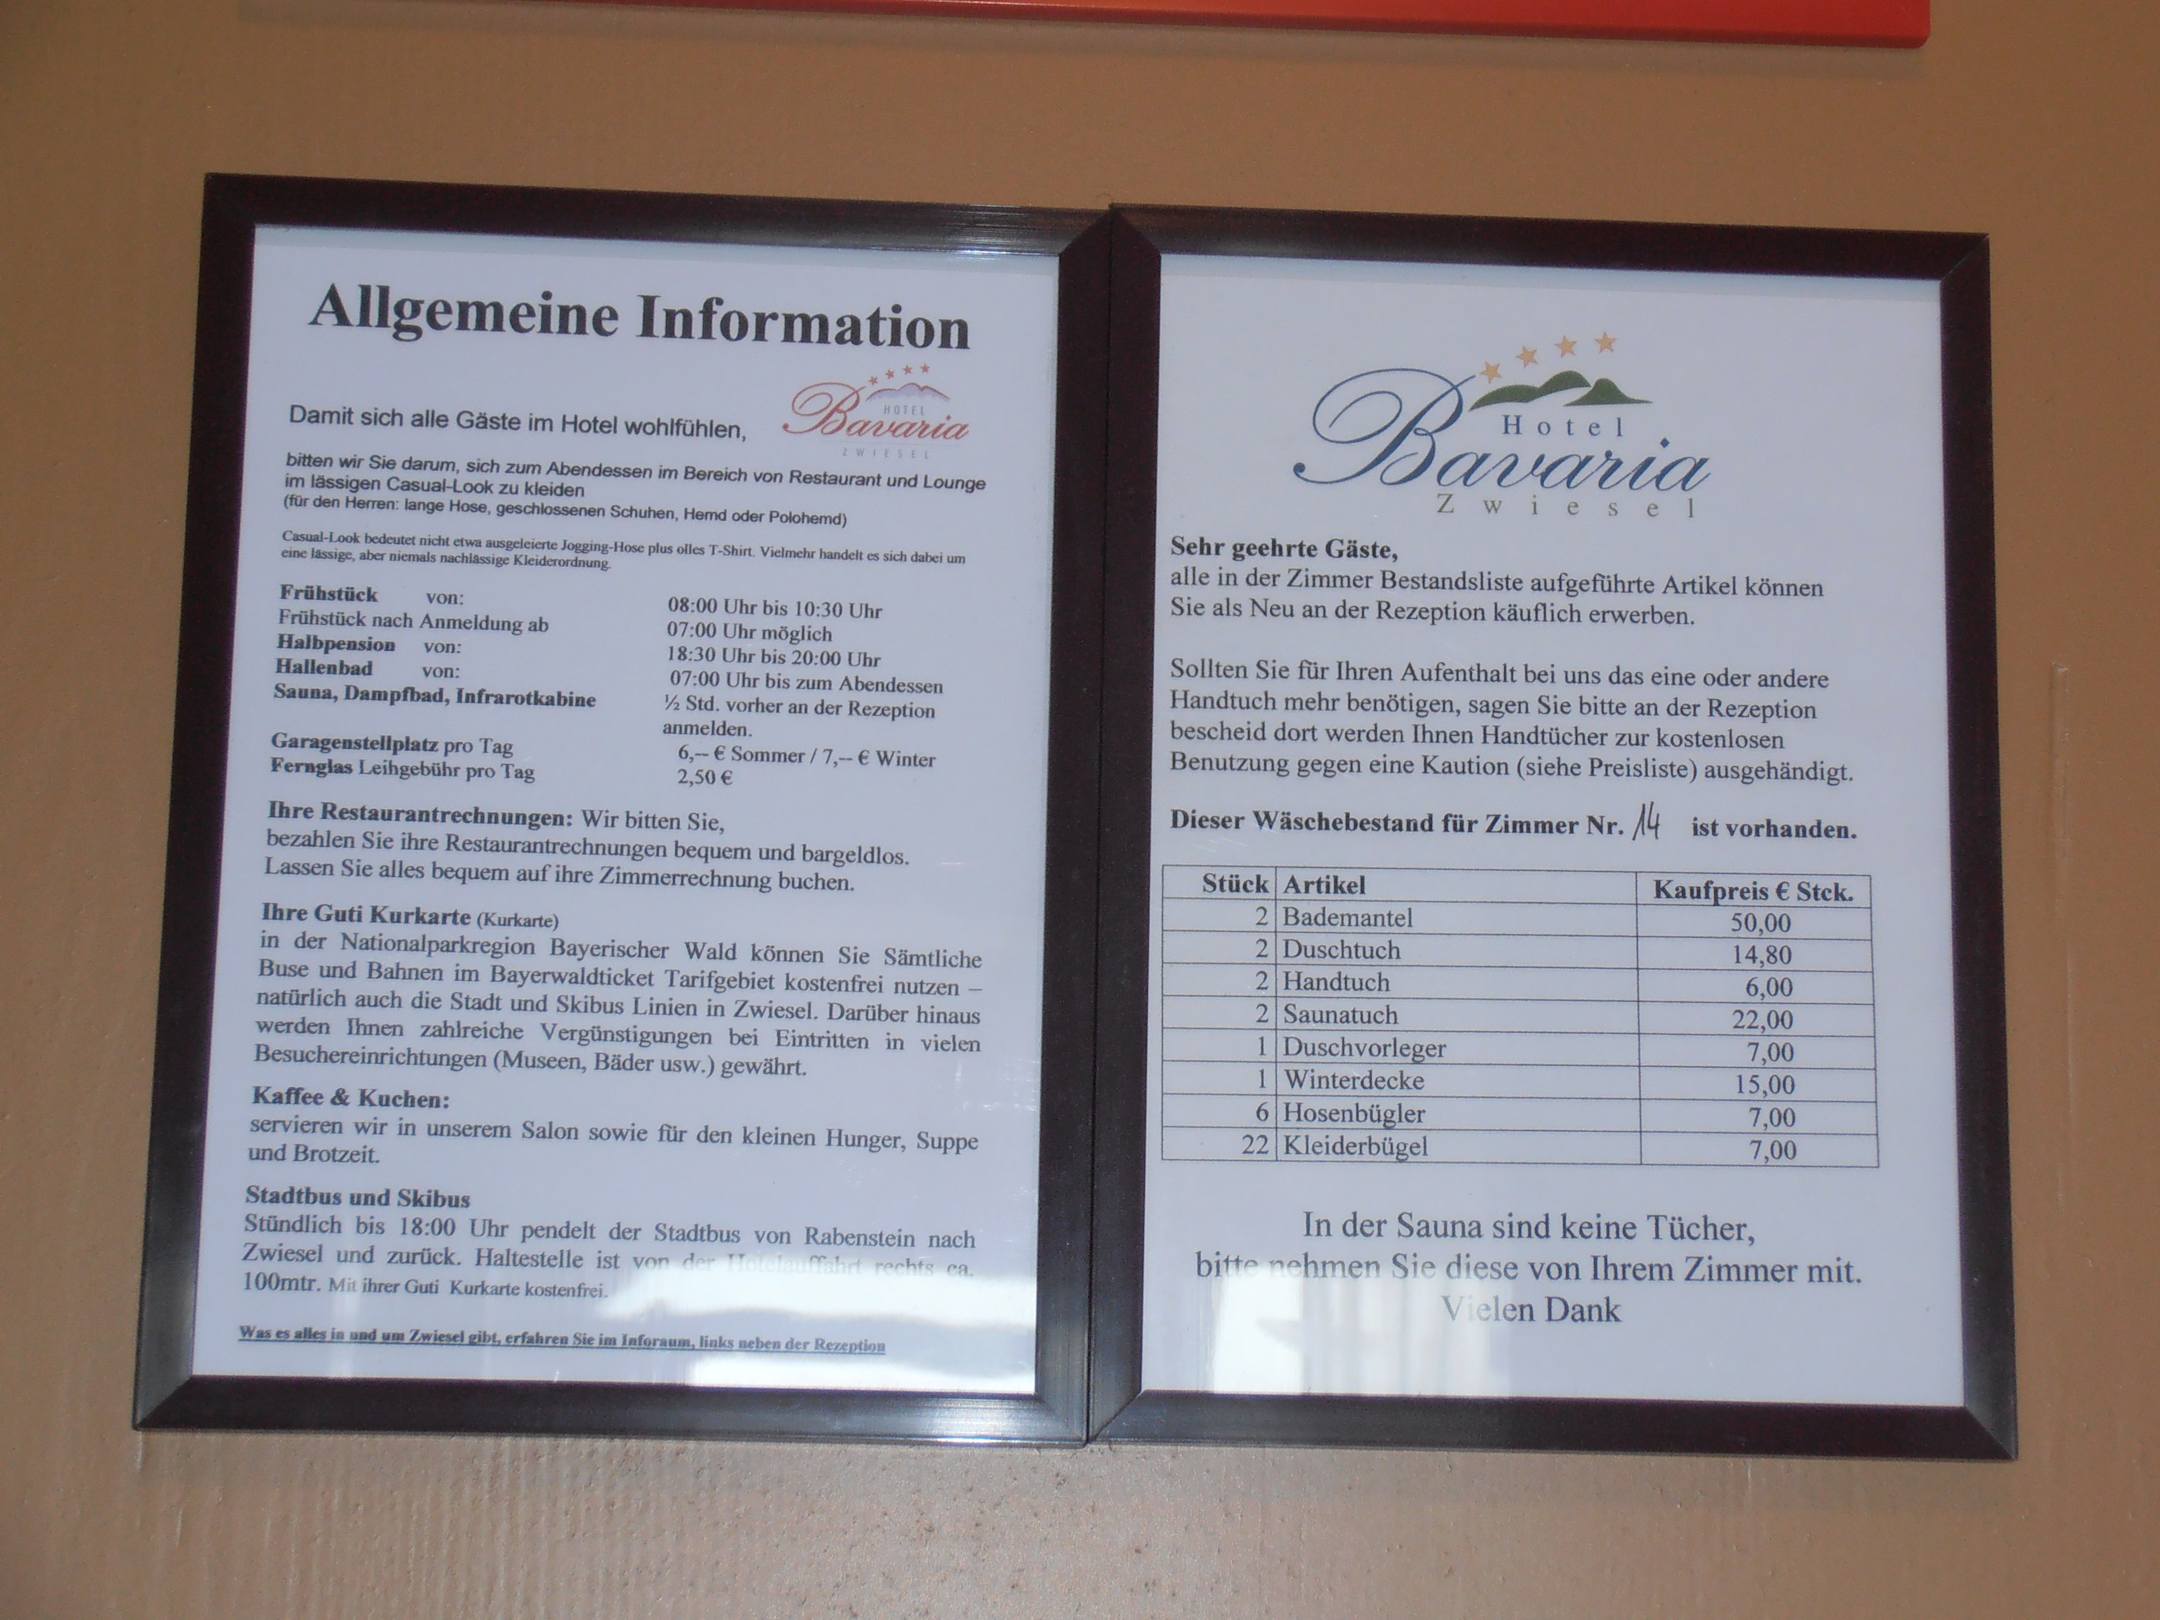 Allgemeine Information
HOTEL
Bavaria
ZWIESEL
Damit sich alle Gäste im Hotel wohlfühlen,
bitten wir Sie darum, sich zum Abendessen im Bereich von Restaurant und Lounge
im lässigen Casual-Look zu kleiden
(für den Herren: lange Hose, geschlossenen Schuhen, Hemd oder Polohemd)
Casual-Look bedeutet nicht etwa ausgeleierte Jogging-Hose plus olles T-Shirt. Vielmehr handelt es sich dabei um
eine lässige, aber niemals nachlässige Kleiderordnung.
Frühstück von: 08:00 Uhr bis 10:30 Uhr
Frühstück nach Anmeldung ab 07:00 Uhr möglich
Halbpension von: 18:30 Uhr bis 20:00 Uhr
Hallenbad von: 07:00 Uhr bis zum Abendessen
Sauna, Dampfbad, Infrarotkabine ½ Std. vorher an der Rezeption
anmelden.
Garagenstellplatz pro Tag 6,-- € Sommer / 7,-- € Winter
Fernglas Leihgebühr pro Tag 2,50 €
Ihre Restaurantrechnungen: Wir bitten Sie,
bezahlen Sie ihre Restaurantrechnungen bequem und bargeldlos.
Lassen Sie alles bequem auf ihre Zimmerrechnung buchen.
Ihre Guti Kurkarte (Kurkarte)
in der Nationalparkregion Bayerischer Wald können Sie Sämtliche
Buse und Bahnen im Bayerwaldticket Tarifgebiet kostenfrei nutzen –
natürlich auch die Stadt und Skibus Linien in Zwiesel. Darüber hinaus
werden Ihnen zahlreiche Vergünstigungen bei Eintritten in vielen
Besuchereinrichtungen (Museen, Bäder usw.) gewährt.
Kaffee & Kuchen:
servieren wir in unserem Salon sowie für den kleinen Hunger, Suppe
und Brotzeit.
Stadtbus und Skibus
Stündlich bis 18:00 Uhr pendelt der Stadtbus von Rabenstein nach
Zwiesel und zurück. Haltestelle ist von der Hotelauffahrt rechts ca.
100mtr. Mit ihrer Guti Kurkarte kostenfrei.
Was es alles in und um Zwiesel gibt, erfahren Sie im Inforaum, links neben der Rezeption
Hotel
Bavaria
Zwiesel
Sehr geehrte Gäste,
alle in der Zimmer Bestandsliste aufgeführte Artikel können
Sie als Neu an der Rezeption käuflich erwerben.
Sollten Sie für Ihren Aufenthalt bei uns das eine oder andere
Handtuch mehr benötigen, sagen Sie bitte an der Rezeption
bescheid dort werden Ihnen Handtücher zur kostenlosen
Benutzung gegen eine Kaution (siehe Preisliste) ausgehändigt.
Dieser Wäschebestand für Zimmer Nr. 14 ist vorhanden.
Stück Artikel Kaufpreis € Stck.
2 Bademantel 50,00
2 Duschtuch 14,80
2 Handtuch 6,00
2 Saunatuch 22,00
1 Duschvorleger 7,00
1 Winterdecke 15,00
6 Hosenbügler 7,00
22 Kleiderbügel 7,00
In der Sauna sind keine Tücher,
bitte nehmen Sie diese von Ihrem Zimmer mit.
Vielen Dank